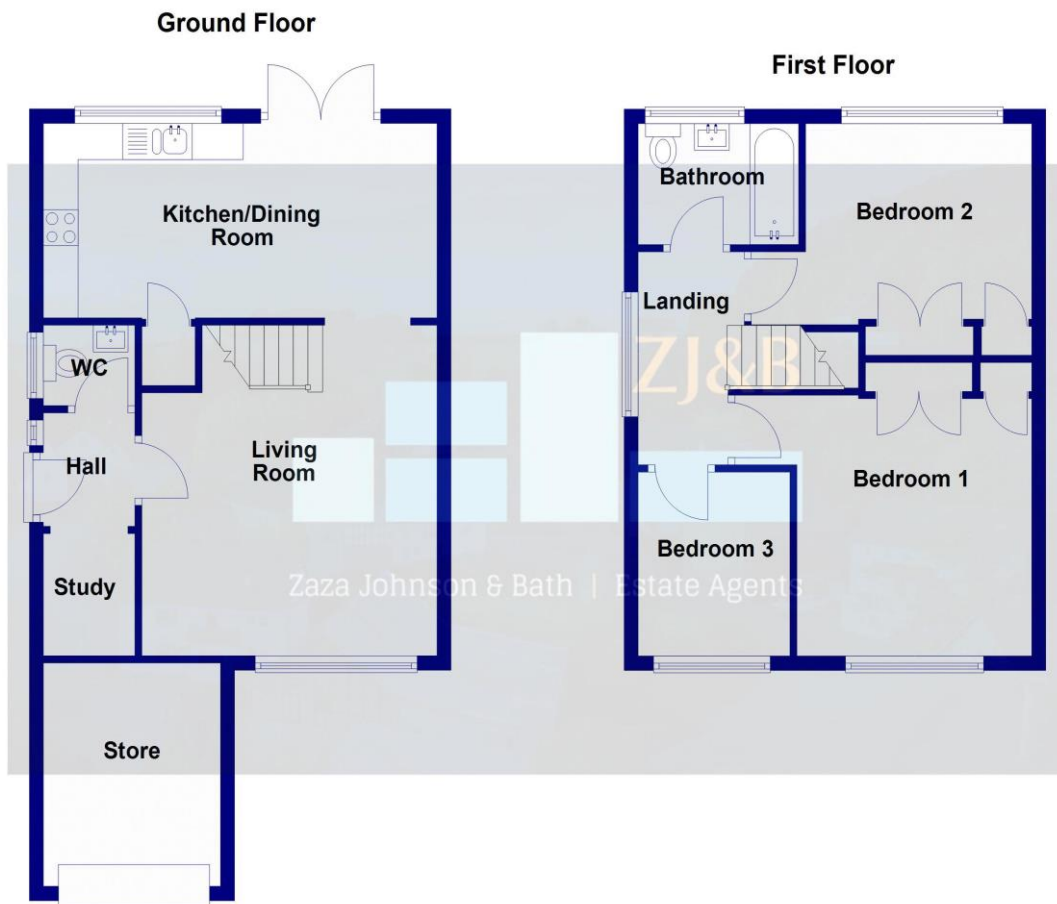 Ground Floor
First Floor
Kitchen/Dining
Room
WC
Hall
Living
Room
Study
Store
Bathroom
Bedroom 2
Landing
ZJ&B
Bedroom 1
Bedroom 3
Zaza Johnson & Bath | Estate Agents